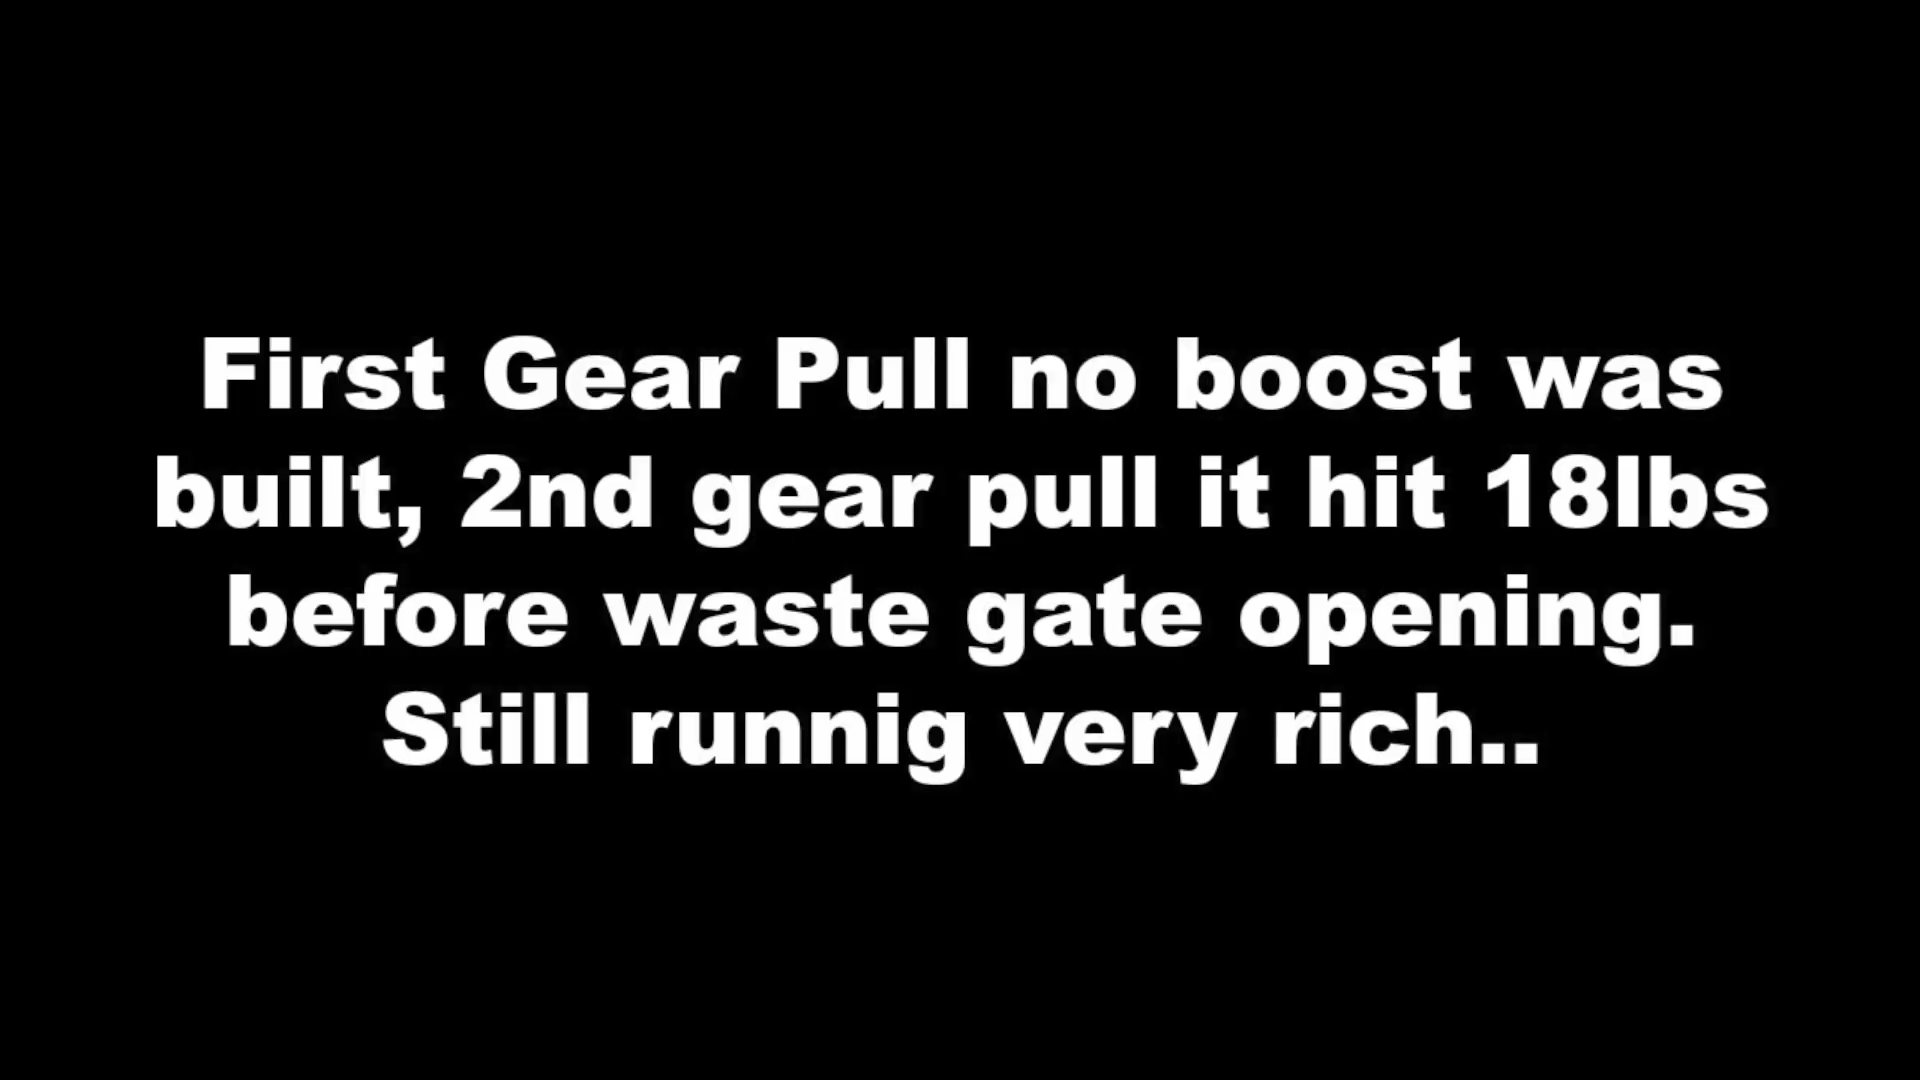 First Gear Pull no boost was
built, 2nd gear pull it hit 18lbs
before waste gate opening.
Still runnig very rich..